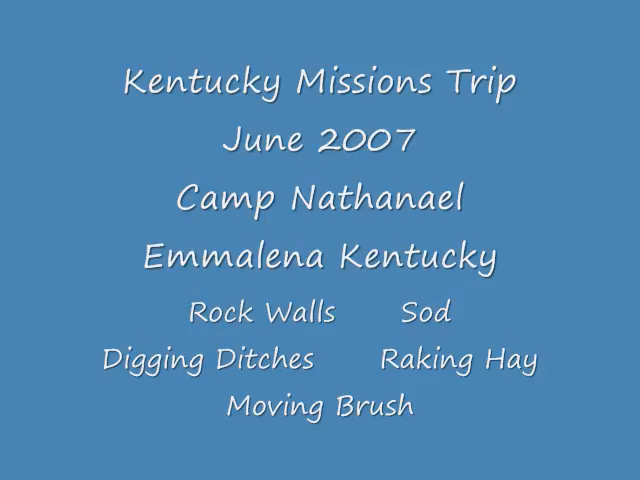 Kentucky Missions Trip
June 2007
Camp Nathanael
Emmalena Kentucky
Rock Walls Sod
Digging Ditches Raking Hay
Moving Brush